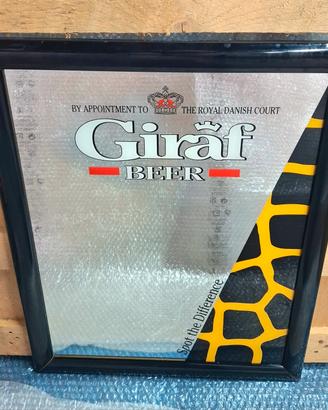 BY APPOINTMENT TO THE ROYAL DANISH COURT
Giraf
BEER
Spot the Difference